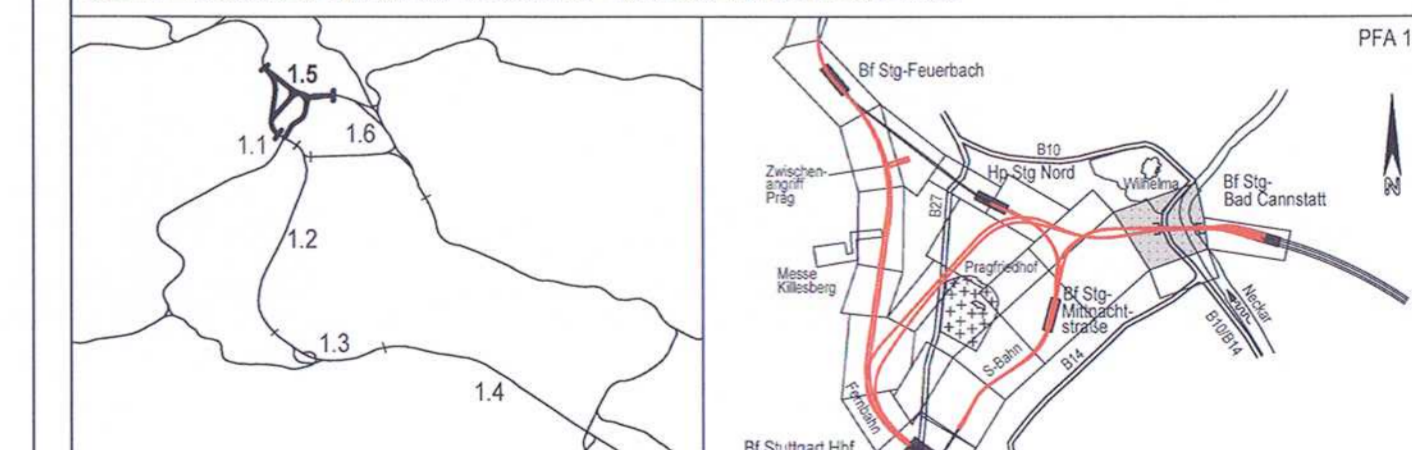 1.5
1.1
1.6
1.2
1.3
1.4
PFA 1
Bf Stg-Feuerbach
B10
Zwischen-
angriff
Prag
Hp Stg Nord
Wilhelma
Bf Stg-
Bad Cannstatt
B27
Messe
Killesberg
Pragfriedhof
Bf Stg-
Mittnacht-
straße
Neckar
B10/B14
S-Bahn
B14
Fernbahn
Bf Stuttgart Hbf
N